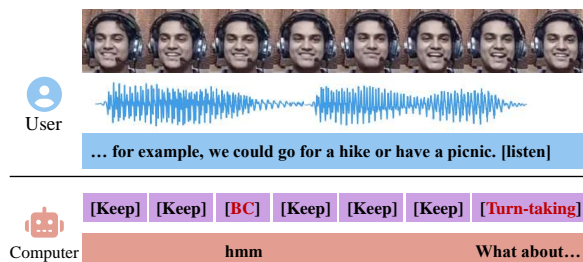 User
… for example, we could go for a hike or have a picnic. [listen]
[Keep] [Keep] [BC] [Keep] [Keep] [Keep] [Turn-taking]
Computer
hmm What about…